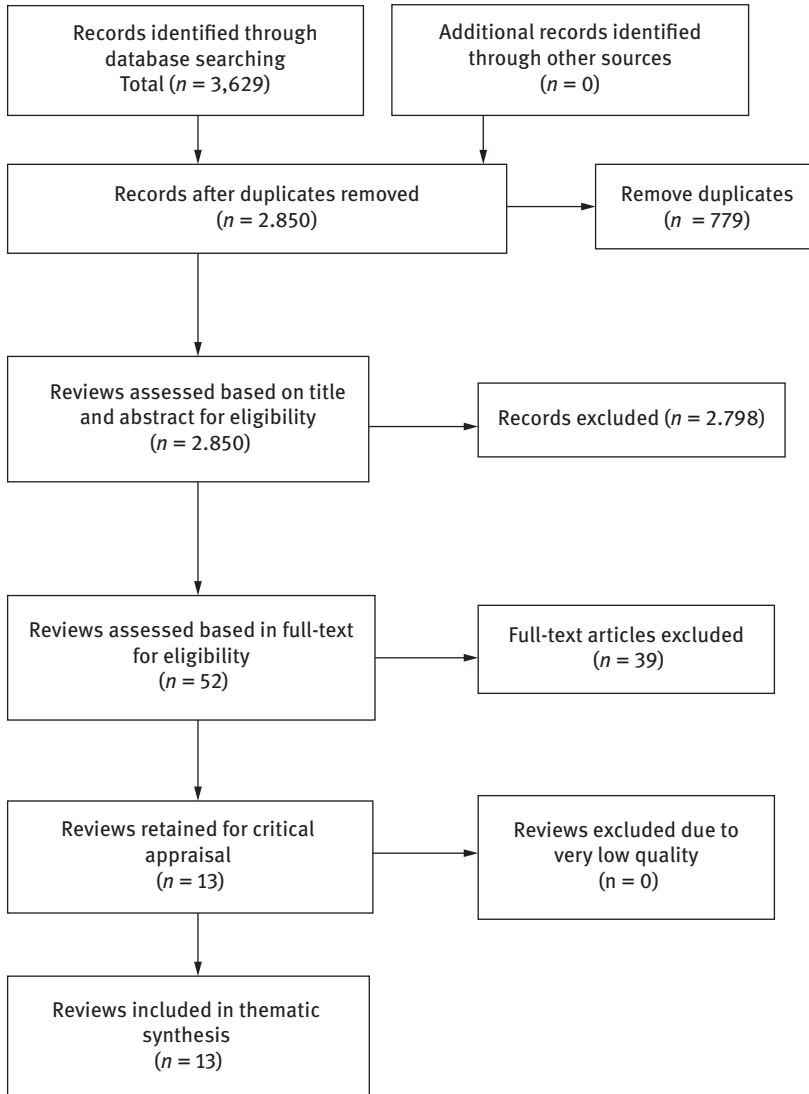 Records identified through
database searching
Total (n = 3,629)
Additional records identified
through other sources
(n = 0)
Records after duplicates removed
(n = 2.850)
Remove duplicates
(n = 779)
Reviews assessed based on title
and abstract for eligibility
(n = 2.850)
Records excluded (n = 2.798)
Reviews assessed based in full-text
for eligibility
(n = 52)
Full-text articles excluded
(n = 39)
Reviews retained for critical
appraisal
(n = 13)
Reviews excluded due to
very low quality
(n = 0)
Reviews included in thematic
synthesis
(n = 13)